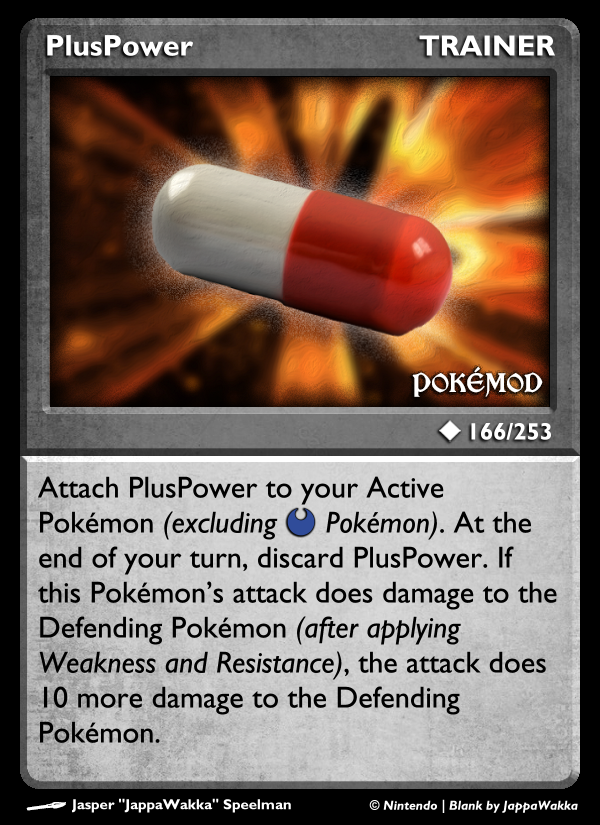 PlusPower TRAINER
POKÉMOD
166/253
Attach PlusPower to your Active
Pokémon (excluding Pokémon). At the
end of your turn, discard PlusPower. If
this Pokémon's attack does damage to the
Defending Pokémon (after applying
Weakness and Resistance), the attack does
10 more damage to the Defending
Pokémon.
Jasper "JappaWakka" Speelman © Nintendo | Blank by JappaWakka